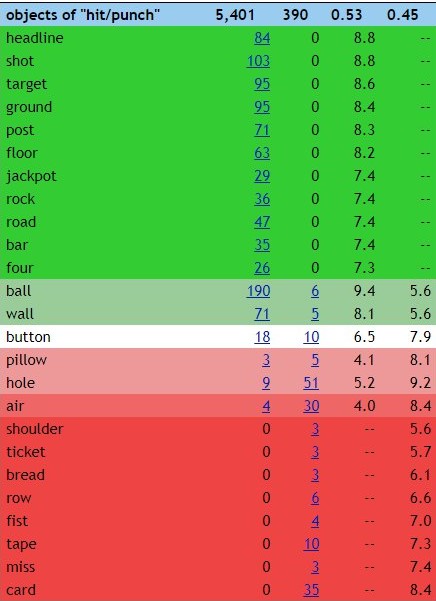 objects of "hit/punch" 5,401 390 0.53 0.45
headline 84 0 8.8 --
shot 103 0 8.8 --
target 95 0 8.6 --
ground 95 0 8.4 --
post 71 0 8.3 --
floor 63 0 8.2 --
jackpot 29 0 7.4 --
rock 36 0 7.4 --
road 47 0 7.4 --
bar 35 0 7.4 --
four 26 0 7.3 --
ball 190 6 9.4 5.6
wall 71 5 8.1 5.6
button 18 10 6.5 7.9
pillow 3 5 4.1 8.1
hole 9 51 5.2 9.2
air 4 30 4.0 8.4
shoulder 0 3 -- 5.6
ticket 0 3 -- 5.7
bread 0 3 -- 6.1
row 0 6 -- 6.6
fist 0 4 -- 7.0
tape 0 10 -- 7.3
miss 0 3 -- 7.4
card 0 35 -- 8.4